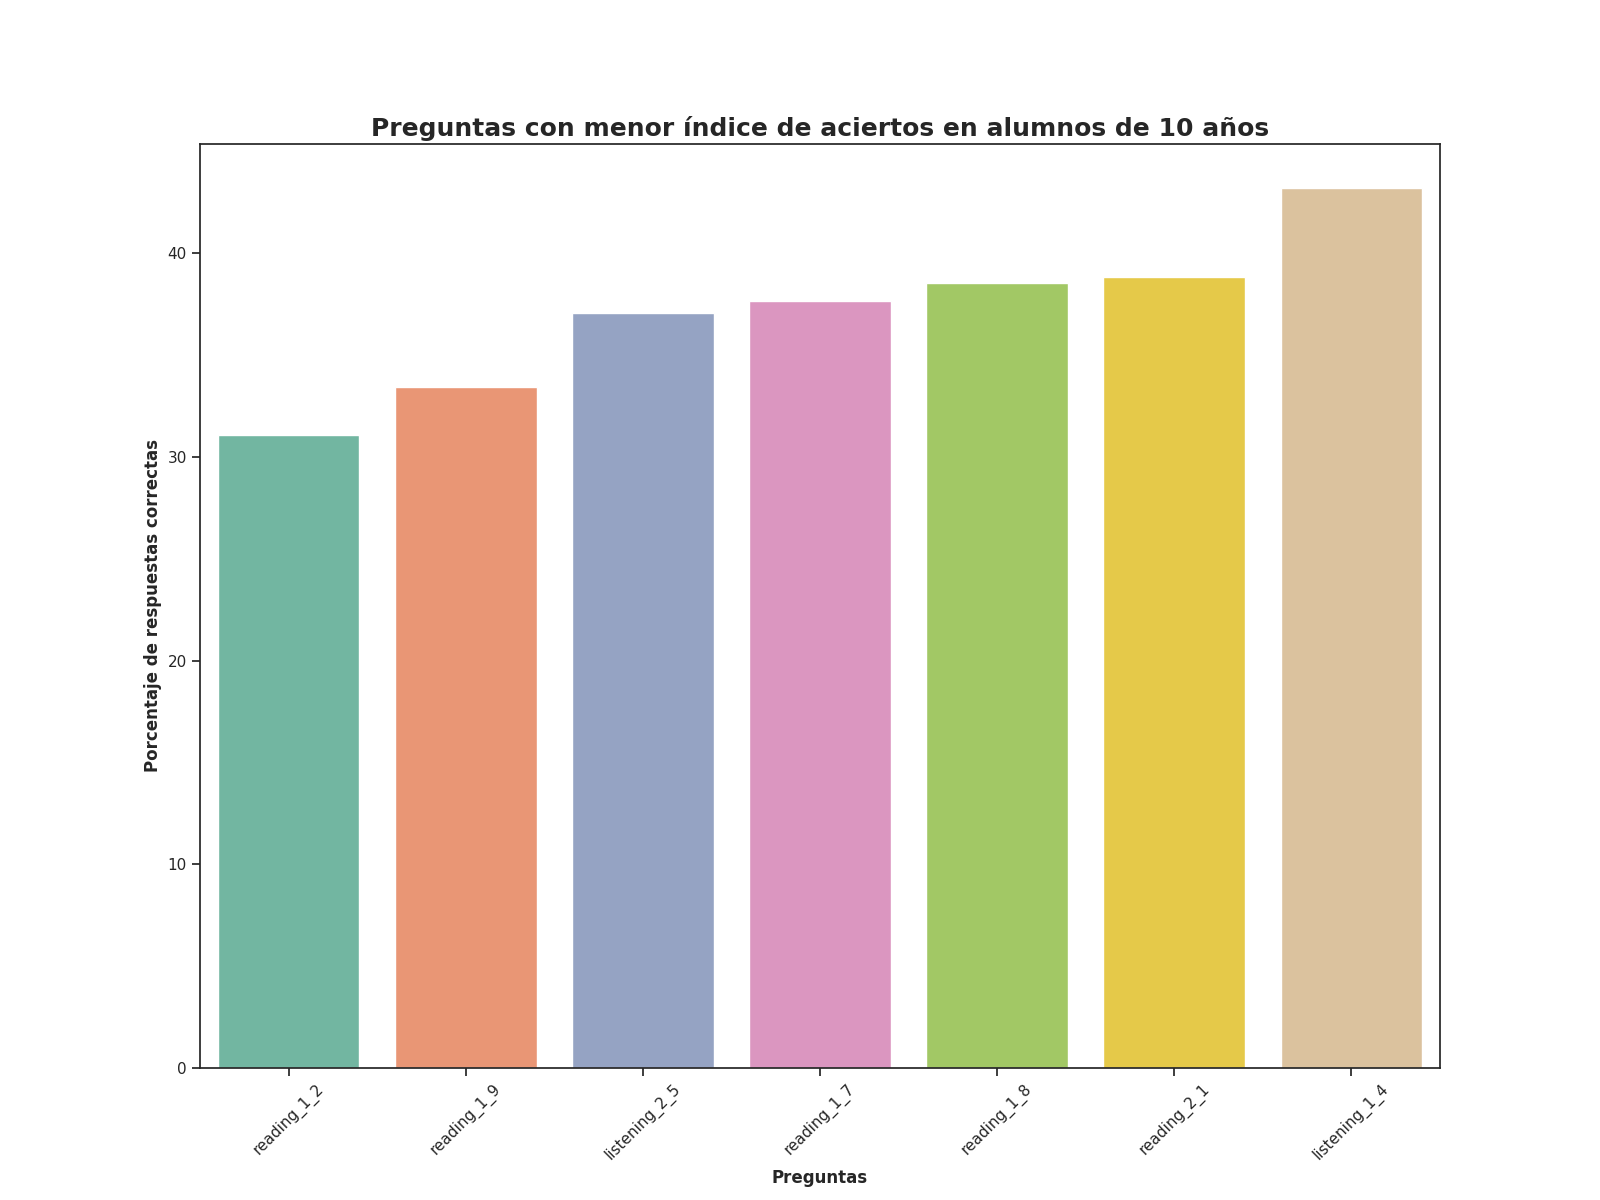 Preguntas con menor índice de aciertos en alumnos de 10 años
Porcentaje de respuestas correctas
40
30
20
10
0
reading_1_2
reading_1_9
listening_2_5
reading_1_7
reading_1_8
reading_2_1
listening_1_4
Preguntas